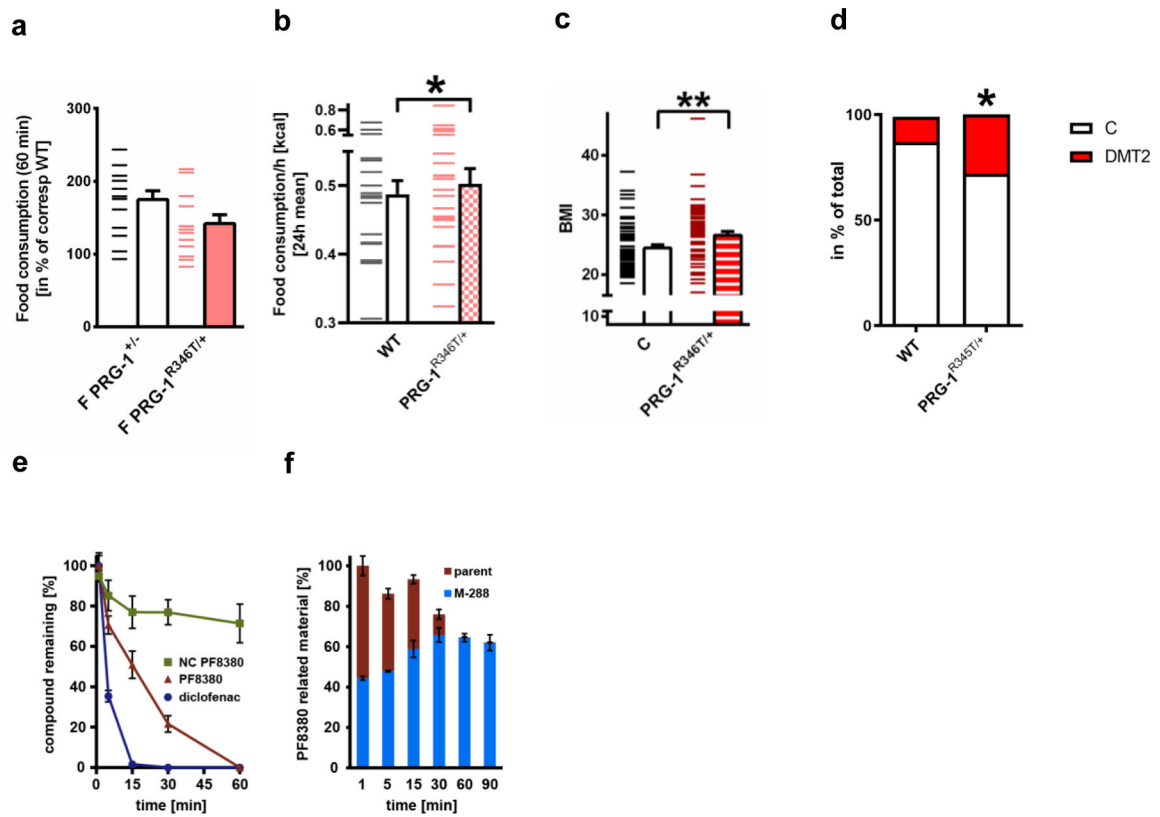 a
b
c
d
Food consumption (60 min)
[in % of corresp WT]
300
200
100
0
F PRG-1+/-
F PRG-1R346T/+
*
Food consumption/h [kcal]
[24h mean]
0.8
0.6
0.5
0.4
0.3
WT
PRG-1R346T/+
**
BMI
40
30
20
10
C
PRG-1R346T/+
*
in % of total
100
50
0
WT
PRG-1R345T/+
C
DMT2
e
f
compound remaining [%]
100
80
60
40
20
0
NC PF8380
PF8380
diclofenac
0 15 30 45 60
time [min]
PF8380 related material [%]
100
80
60
40
20
0
parent
M-288
1 5 15 30 60 90
time [min]